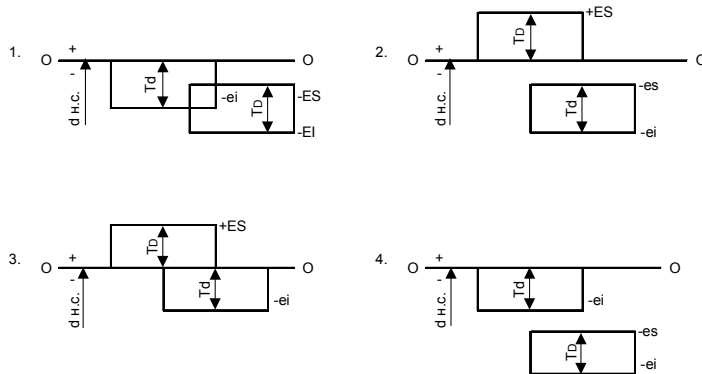 1.
O
+
-
d н.с.
Td
-ei
TD
-ES
-EI
O
2.
O
+
-
d н.с.
TD
+ES
O
Td
-es
-ei
3.
O
+
-
d н.с.
TD
+ES
O
Td
-ei
4.
O
+
-
d н.с.
Td
-ei
O
TD
-es
-ei